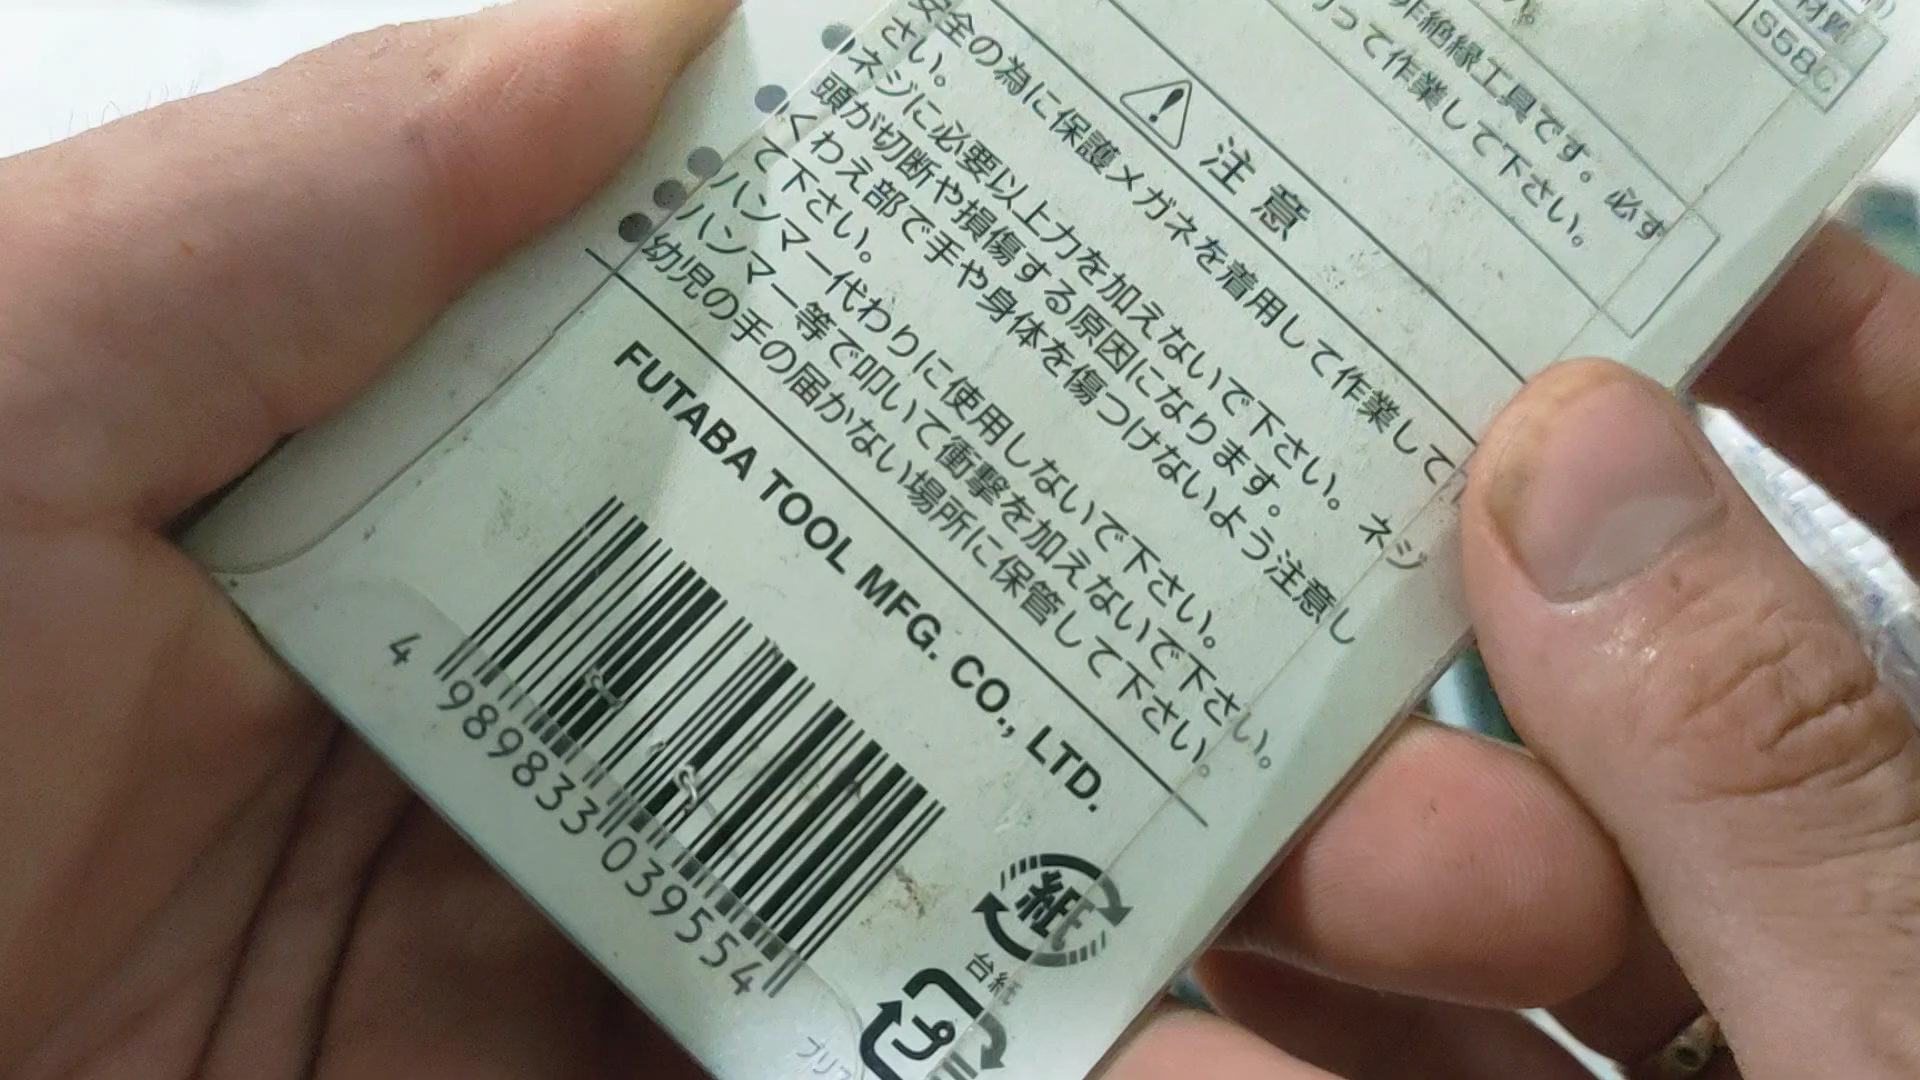 材質
S58C
非絶縁工具です。必ず
切って作業して下さい。
注意
安全の為に保護メガネを着用して作業して
さい。
ネジに必要以上力を加えないで下さい。ネジ
頭が切断や損傷する原因になります。
くわえ部で手や身体を傷つけないよう注意し
て下さい。
ハンマー代わりに使用しないで下さい。
ハンマー等で叩いて衝撃を加えないで下さい。
幼児の手の届かない場所に保管して下さい。
FUTABA TOOL MFG. CO., LTD.
4 989833 039554
紙
台紙
プ
ブリス